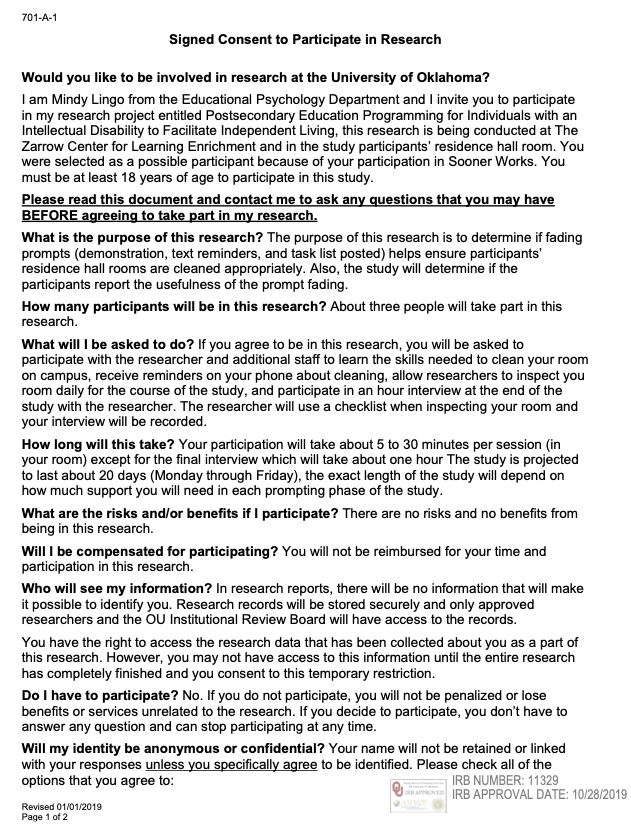 701-A-1
Signed Consent to Participate in Research
Would you like to be involved in research at the University of Oklahoma?
I am Mindy Lingo from the Educational Psychology Department and I invite you to participate
in my research project entitled Postsecondary Education Programming for Individuals with an
Intellectual Disability to Facilitate Independent Living, this research is being conducted at The
Zarrow Center for Learning Enrichment and in the study participants' residence hall room. You
were selected as a possible participant because of your participation in Sooner Works. You
must be at least 18 years of age to participate in this study.
Please read this document and contact me to ask any questions that you may have
BEFORE agreeing to take part in my research.
What is the purpose of this research? The purpose of this research is to determine if fading
prompts (demonstration, text reminders, and task list posted) helps ensure participants'
residence hall rooms are cleaned appropriately. Also, the study will determine if the
participants report the usefulness of the prompt fading.
How many participants will be in this research? About three people will take part in this
research.
What will I be asked to do? If you agree to be in this research, you will be asked to
participate with the researcher and additional staff to learn the skills needed to clean your room
on campus, receive reminders on your phone about cleaning, allow researchers to inspect you
room daily for the course of the study, and participate in an hour interview at the end of the
study with the researcher. The researcher will use a checklist when inspecting your room and
your interview will be recorded.
How long will this take? Your participation will take about 5 to 30 minutes per session (in
your room) except for the final interview which will take about one hour The study is projected
to last about 20 days (Monday through Friday), the exact length of the study will depend on
how much support you will need in each prompting phase of the study.
What are the risks and/or benefits if I participate? There are no risks and no benefits from
being in this research.
Will I be compensated for participating? You will not be reimbursed for your time and
participation in this research.
Who will see my information? In research reports, there will be no information that will make
it possible to identify you. Research records will be stored securely and only approved
researchers and the OU Institutional Review Board will have access to the records.
You have the right to access the research data that has been collected about you as a part of
this research. However, you may not have access to this information until the entire research
has completely finished and you consent to this temporary restriction.
Do I have to participate? No. If you do not participate, you will not be penalized or lose
benefits or services unrelated to the research. If you decide to participate, you don't have to
answer any question and can stop participating at any time.
Will my identity be anonymous or confidential? Your name will not be retained or linked
with your responses unless you specifically agree to be identified. Please check all of the
options that you agree to:
IRB APPROVED
IRB NUMBER: 11329
IRB APPROVAL DATE: 10/28/2019
Revised 01/01/2019
Page 1 of 2